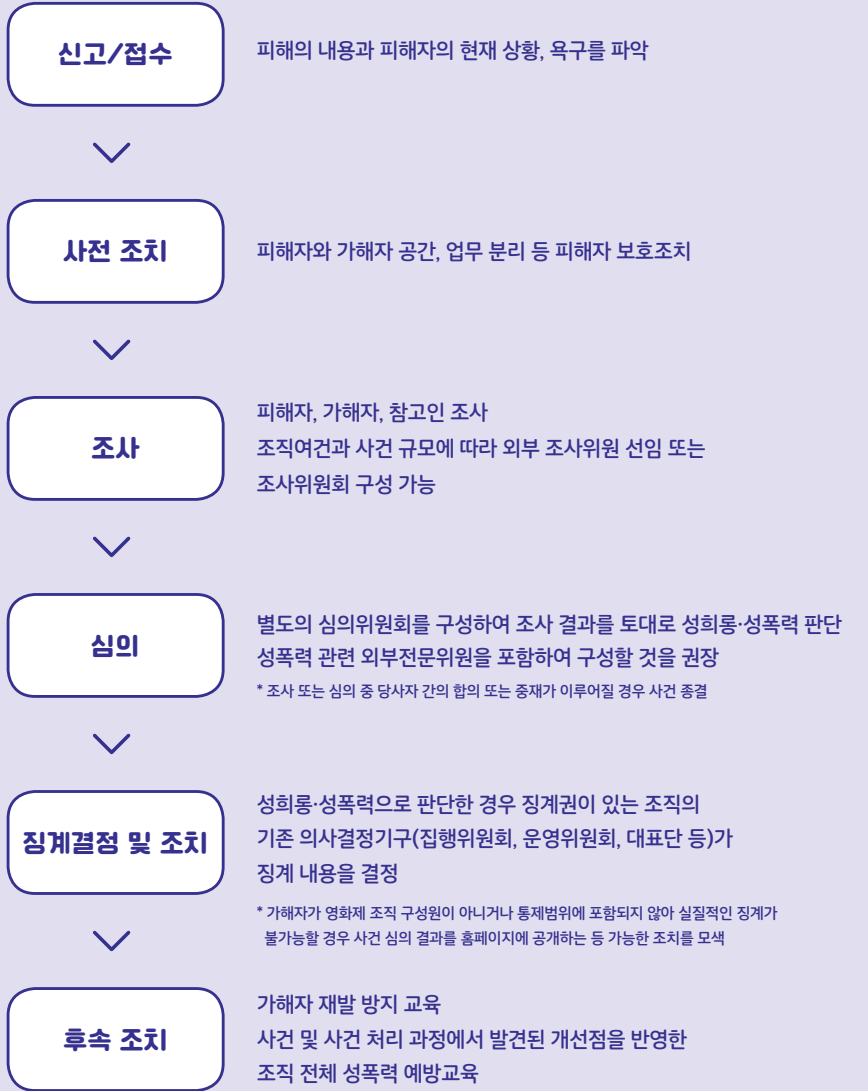 신고/접수
피해의 내용과 피해자의 현재 상황, 욕구를 파악
사전 조치
피해자와 가해자 공간, 업무 분리 등 피해자 보호조치
조사
피해자, 가해자, 참고인 조사
조직여건과 사건 규모에 따라 외부 조사위원 선임 또는
조사위원회 구성 가능
심의
별도의 심의위원회를 구성하여 조사 결과를 토대로 성희롱·성폭력 판단
성폭력 관련 외부전문위원을 포함하여 구성할 것을 권장
* 조사 또는 심의 중 당사자 간의 합의 또는 중재가 이루어질 경우 사건 종결
징계결정 및 조치
성희롱·성폭력으로 판단한 경우 징계권이 있는 조직의
기존 의사결정기구(집행위원회, 운영위원회, 대표단 등)가
징계 내용을 결정
* 가해자가 영화제 조직 구성원이 아니거나 통제범위에 포함되지 않아 실질적인 징계가
불가능할 경우 사건 심의 결과를 홈페이지에 공개하는 등 가능한 조치를 모색
후속 조치
가해자 재발 방지 교육
사건 및 사건 처리 과정에서 발견된 개선점을 반영한
조직 전체 성폭력 예방교육